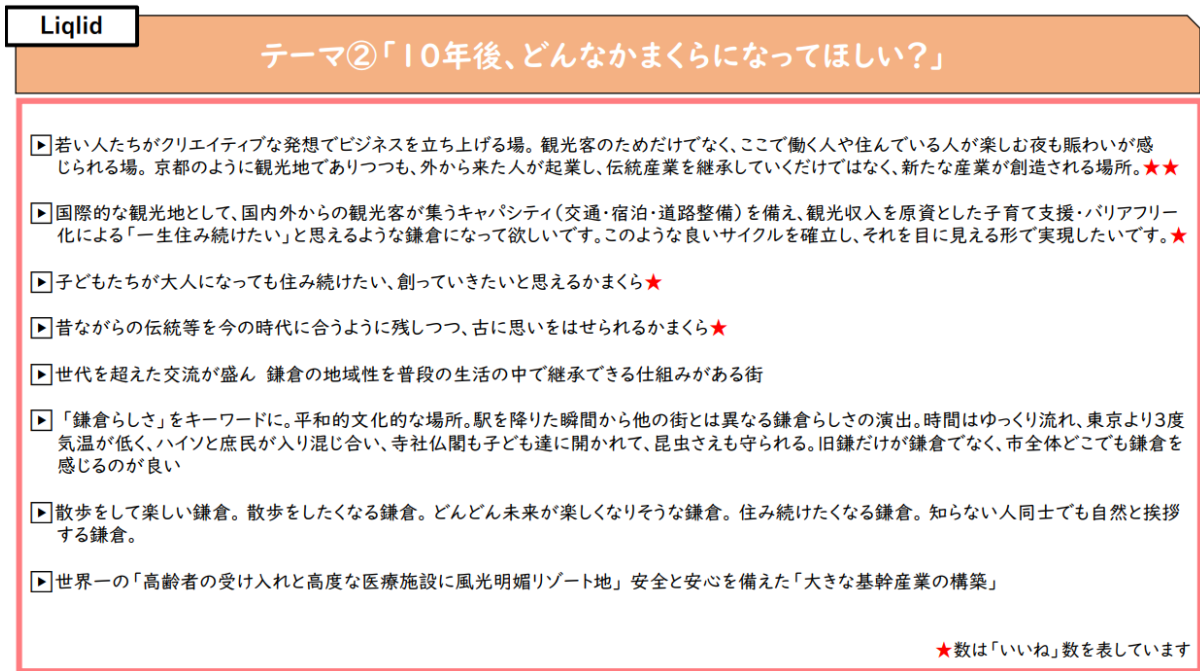 Liqlid
テーマ②「10年後、どんなかまくらになってほしい？」
▶若い人たちがクリエイティブな発想でビジネスを立ち上げる場。観光客のためだけでなく、ここで働く人や住んでいる人が楽しむ夜も賑わいが感
じられる場。京都のように観光地でありつつも、外から来た人が起業し、伝統産業を継承していくだけではなく、新たな産業が創造される場所。★★
▶国際的な観光地として、国内外からの観光客が集うキャパシティ（交通・宿泊・道路整備）を備え、観光収入を原資とした子育て支援・バリアフリー
化による「一生住み続けたい」と思えるような鎌倉になって欲しいです。このような良いサイクルを確立し、それを目に見える形で実現したいです。★
▶子どもたちが大人になっても住み続けたい、創っていきたいと思えるかまくら★
▶昔ながらの伝統等を今の時代に合うように残しつつ、古に思いをはせられるかまくら★
▶世代を超えた交流が盛ん 鎌倉の地域性を普段の生活の中で継承できる仕組みがある街
▶「鎌倉らしさ」をキーワードに。平和的文化的な場所。駅を降りた瞬間から他の街とは異なる鎌倉らしさの演出。時間はゆっくり流れ、東京より3度
気温が低く、ハイソと庶民が入り混じ合い、寺社仏閣も子ども達に開かれて、昆虫さえも守られる。旧鎌だけが鎌倉でなく、市全体どこでも鎌倉を
感じるのが良い
▶散歩をして楽しい鎌倉。散歩をしたくなる鎌倉。どんどん未来が楽しくなりそうな鎌倉。住み続けたくなる鎌倉。知らない人同士でも自然と挨拶
する鎌倉。
▶世界一の「高齢者の受け入れと高度な医療施設に風光明媚リゾート地」 安全と安心を備えた「大きな基幹産業の構築」
★数は「いいね」数を表しています